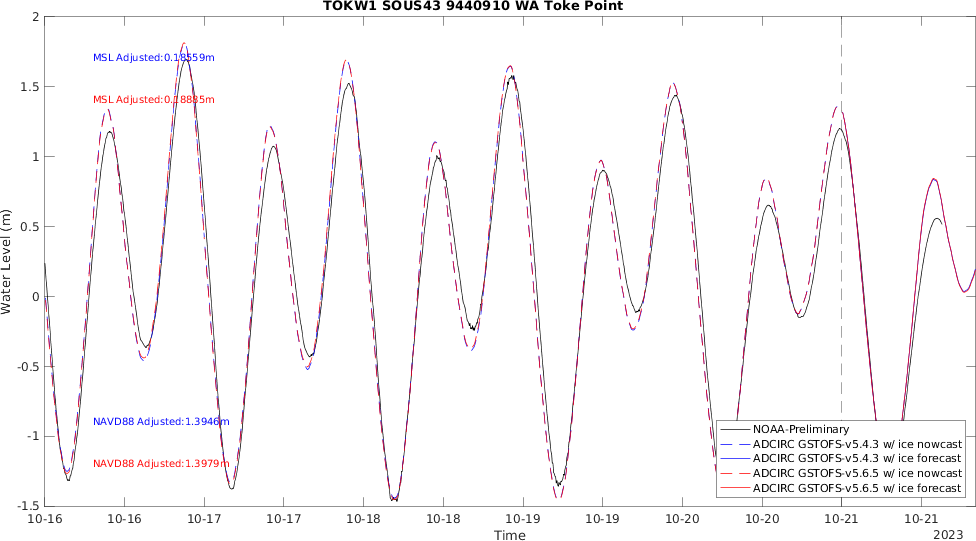 TOKW1 SOUS43 9440910 WA Toke Point
2
1.5
1
0.5
0
-0.5
-1
-1.5
Water Level (m)
MSL Adjusted:0.18559m
MSL Adjusted:0.18885m
NAVD88 Adjusted:1.3946m
NAVD88 Adjusted:1.3979m
NOAA-Preliminary
ADCIRC GSTOFS-v5.4.3 w/ ice nowcast
ADCIRC GSTOFS-v5.4.3 w/ ice forecast
ADCIRC GSTOFS-v5.6.5 w/ ice nowcast
ADCIRC GSTOFS-v5.6.5 w/ ice forecast
10-16 10-16 10-17 10-17 10-18 10-18 10-19 10-19 10-20 10-20 10-21 10-21
Time
2023